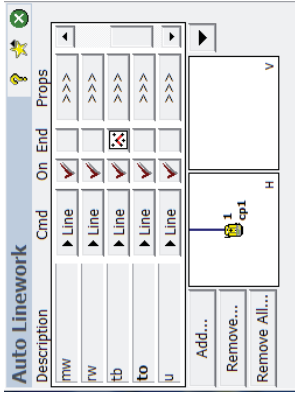 Auto Linework
Description Cmd On End Props
mw Line >>>
rw Line >>>
tb Line >>>
to Line >>>
u Line >>>
Add...
Remove...
Remove All...
1
cp1
H
V